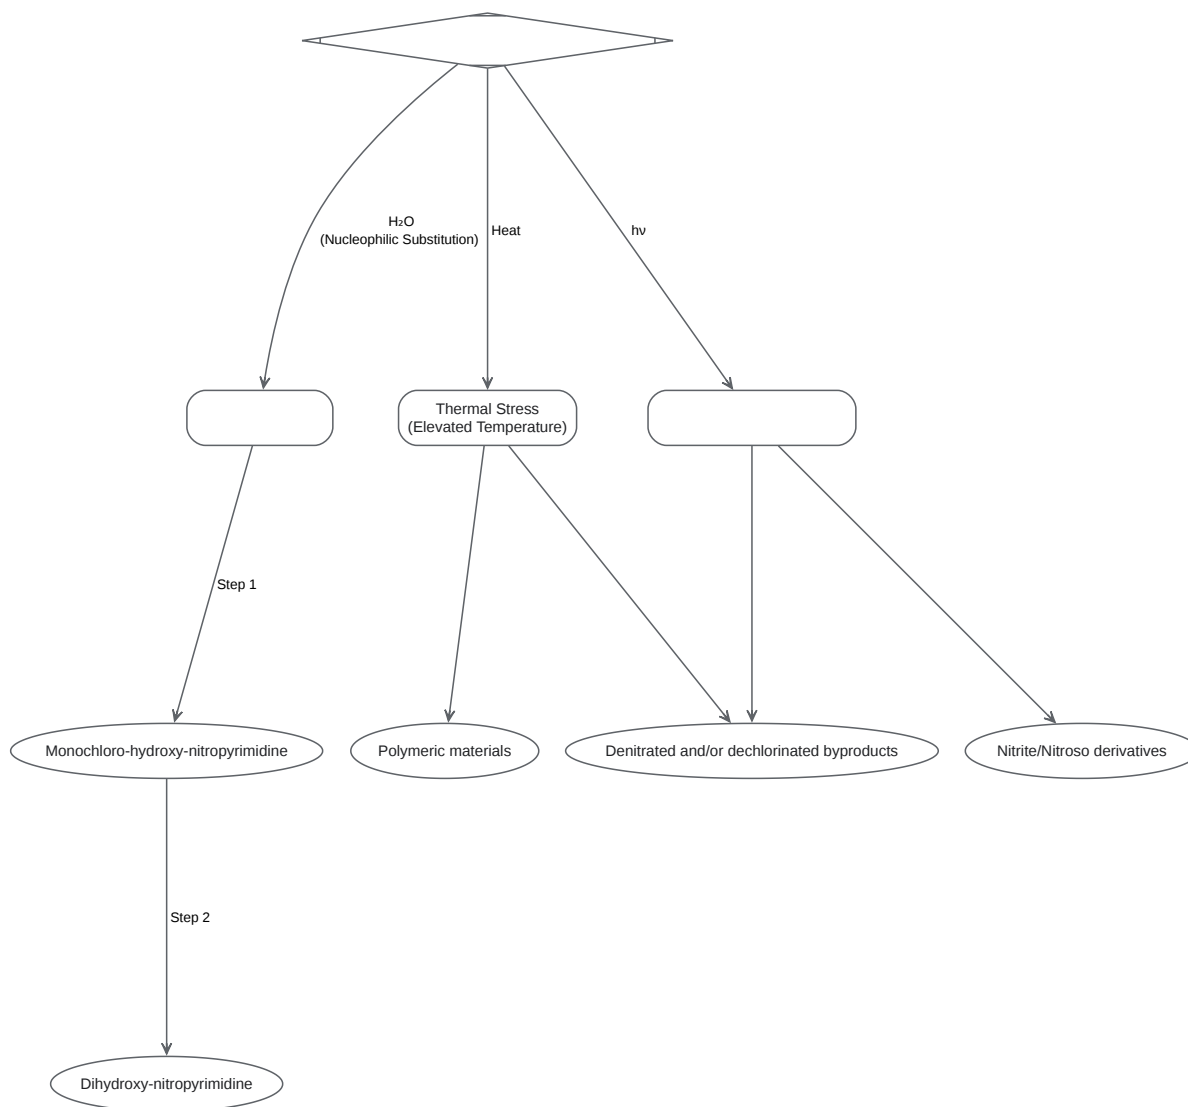 H₂O
(Nucleophilic Substitution)
Heat
hν
Thermal Stress
(Elevated Temperature)
Step 1
Monochloro-hydroxy-nitropyrimidine
Polymeric materials
Denitrated and/or dechlorinated byproducts
Nitrite/Nitroso derivatives
Step 2
Dihydroxy-nitropyrimidine